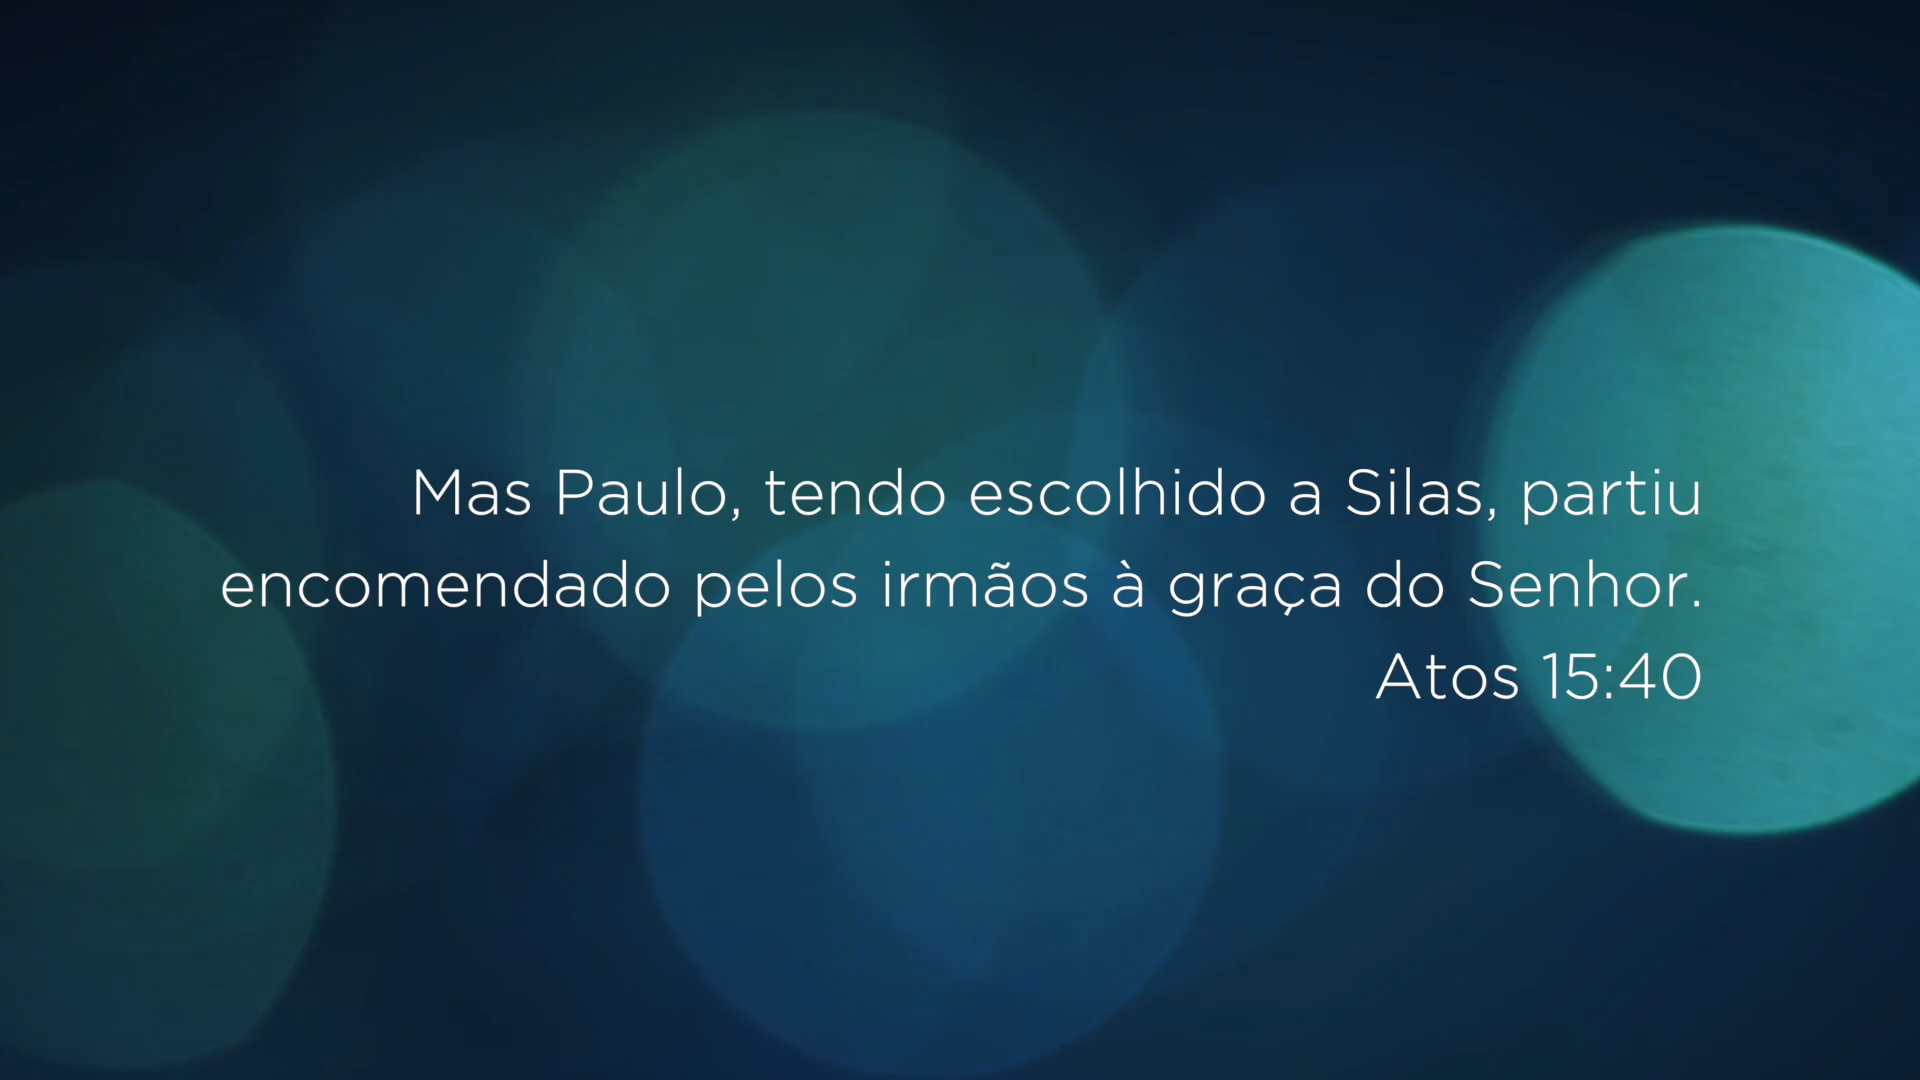 Mas Paulo, tendo escolhido a Silas, partiu
encomendado pelos irmãos à graça do Senhor.
Atos 15:40